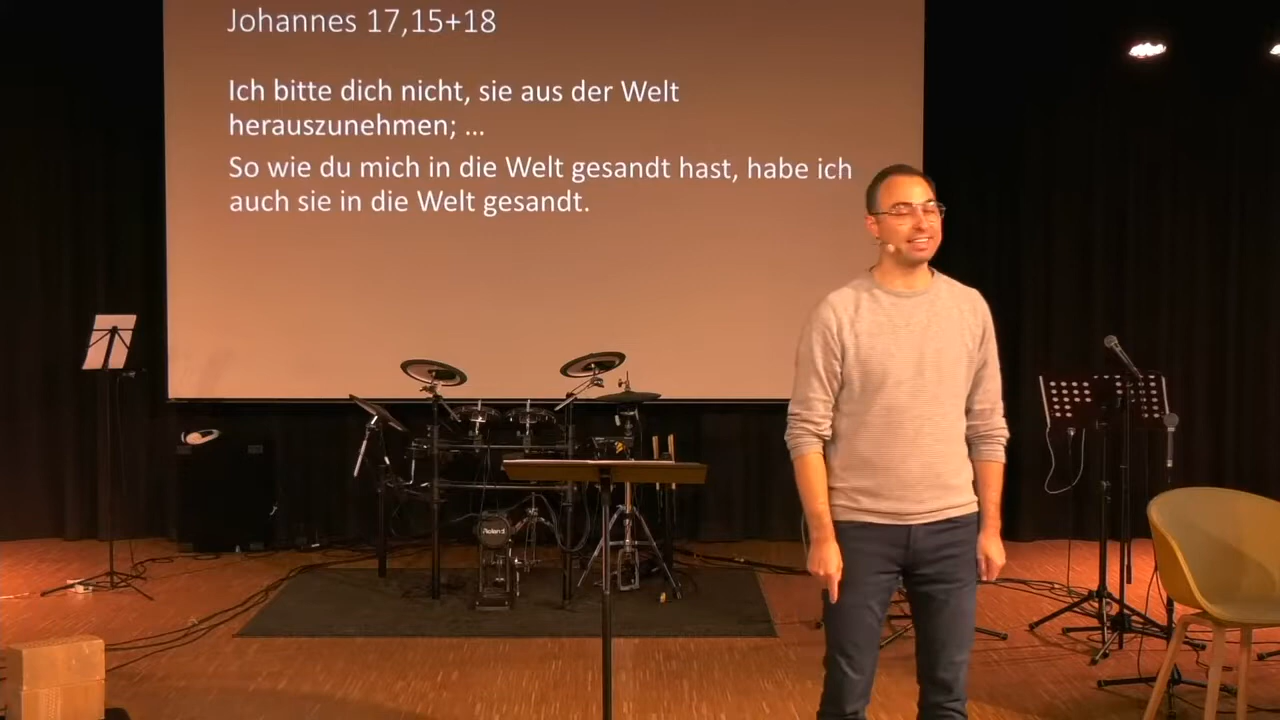 Johannes 17,15+18
Ich bitte dich nicht, sie aus der Welt
herauszunehmen; ...
So wie du mich in die Welt gesandt hast, habe ich
auch sie in die Welt gesandt.
Roland